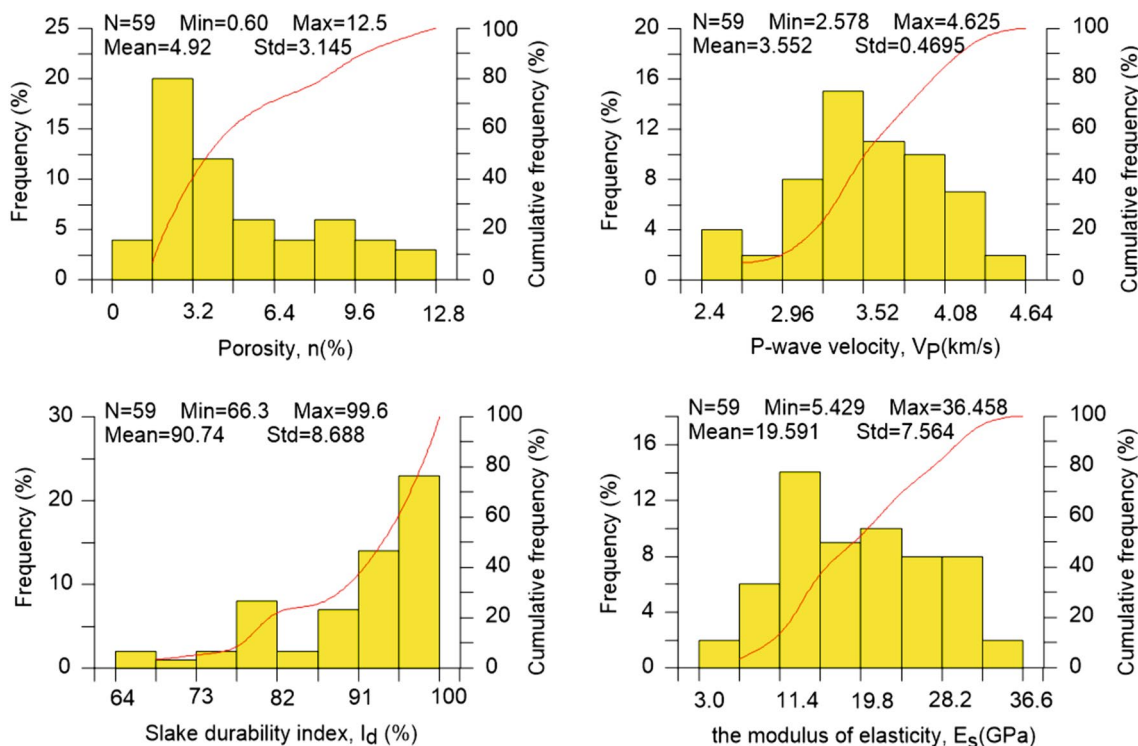 N=59 Min=0.60 Max=12.5
Mean=4.92 Std=3.145
Frequency (%)
25
20
15
10
5
0
100
80
60
40
20
0
Cumulative frequency (%)
0 3.2 6.4 9.6 12.8
Porosity, n(%)
N=59 Min=2.578 Max=4.625
Mean=3.552 Std=0.4695
Frequency (%)
20
16
12
8
4
0
100
80
60
40
20
0
Cumulative frequency (%)
2.4 2.96 3.52 4.08 4.64
P-wave velocity, VP(km/s)
N=59 Min=66.3 Max=99.6
Mean=90.74 Std=8.688
Frequency (%)
30
20
10
0
100
80
60
40
20
0
Cumulative frequency (%)
64 73 82 91 100
Slake durability index, Id (%)
N=59 Min=5.429 Max=36.458
Mean=19.591 Std=7.564
Frequency (%)
16
12
8
4
0
100
80
60
40
20
0
Cumulative frequency (%)
3.0 11.4 19.8 28.2 36.6
the modulus of elasticity, Es(GPa)